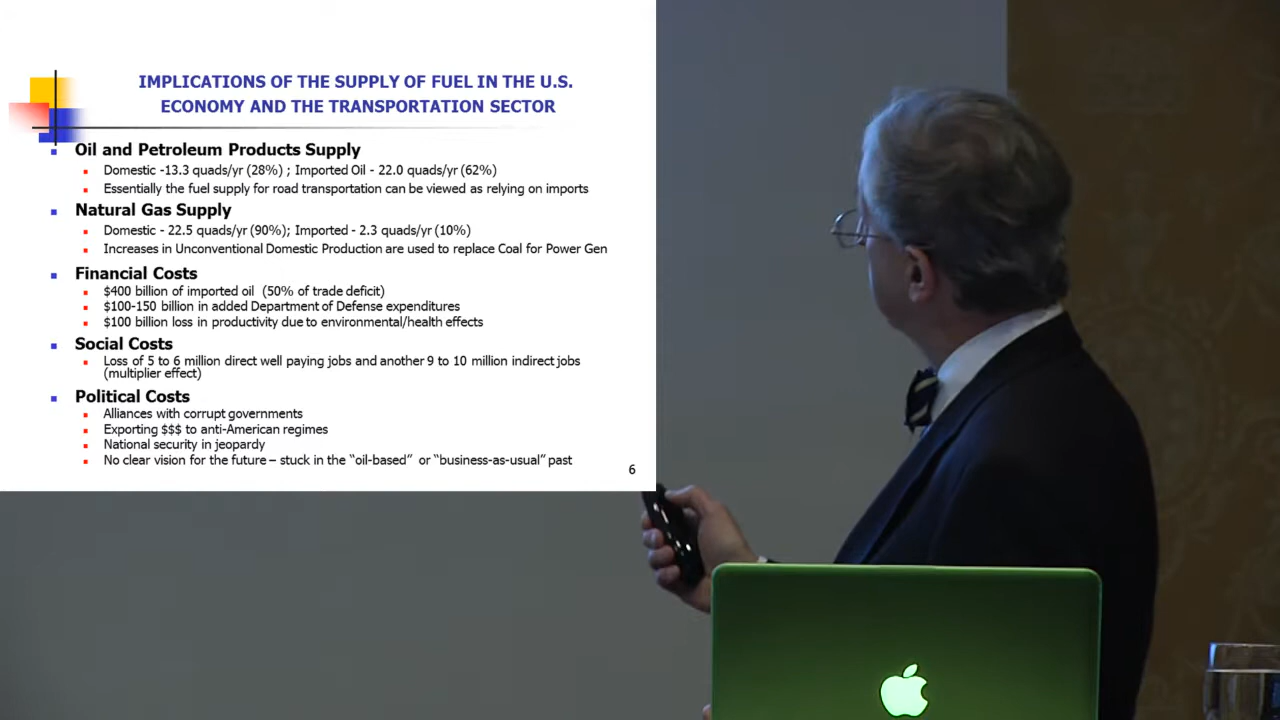 IMPLICATIONS OF THE SUPPLY OF FUEL IN THE U.S.
ECONOMY AND THE TRANSPORTATION SECTOR
Oil and Petroleum Products Supply
Domestic -13.3 quads/yr (28%) ; Imported Oil - 22.0 quads/yr (62%)
Essentially the fuel supply for road transportation can be viewed as relying on imports
Natural Gas Supply
Domestic - 22.5 quads/yr (90%); Imported - 2.3 quads/yr (10%)
Increases in Unconventional Domestic Production are used to replace Coal for Power Gen
Financial Costs
$400 billion of imported oil (50% of trade deficit)
$100-150 billion in added Department of Defense expenditures
$100 billion loss in productivity due to environmental/health effects
Social Costs
Loss of 5 to 6 million direct well paying jobs and another 9 to 10 million indirect jobs
(multiplier effect)
Political Costs
Alliances with corrupt governments
Exporting $$$ to anti-American regimes
National security in jeopardy
No clear vision for the future – stuck in the “oil-based” or “business-as-usual” past
6